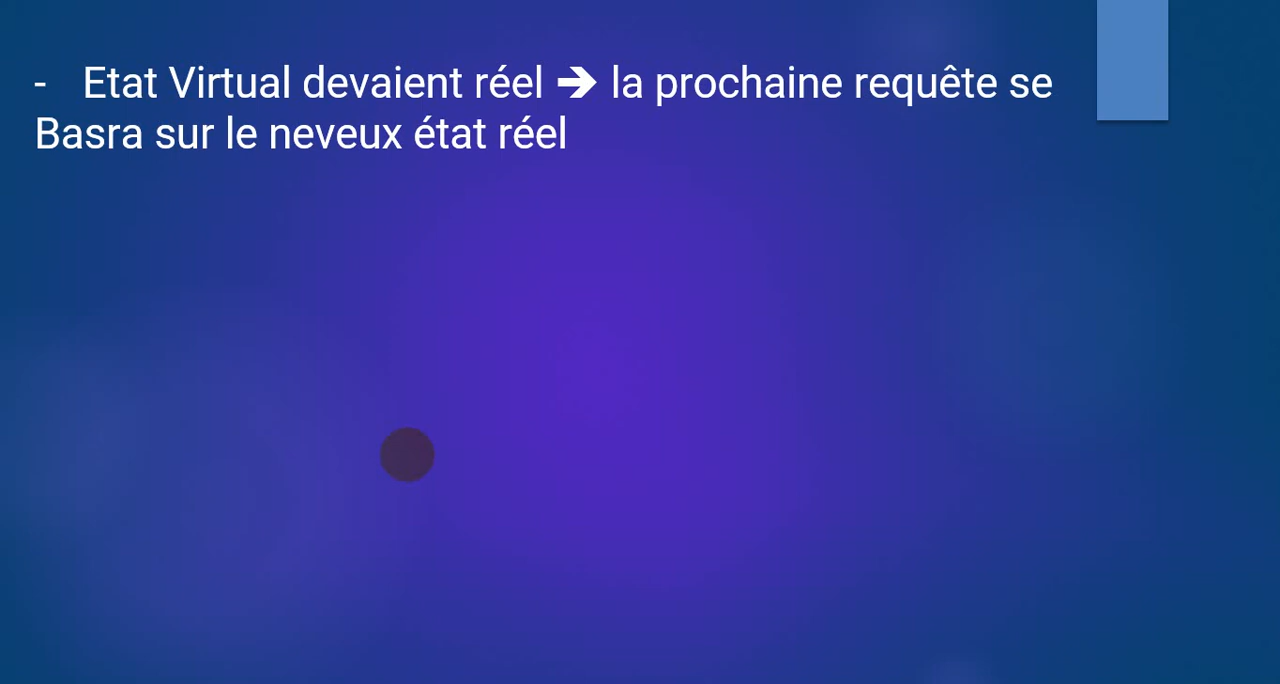 - Etat Virtual devaient réel ➔ la prochaine requête se
Basra sur le neveux état réel